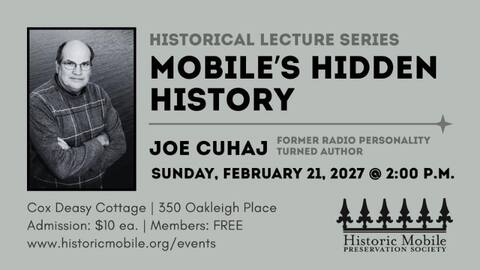 HISTORICAL LECTURE SERIES
MOBILE'S HIDDEN
HISTORY
JOE CUHAJ
FORMER RADIO PERSONALITY
TURNED AUTHOR
SUNDAY, FEBRUARY 21, 2027 @ 2:00 P.M.
Cox Deasy Cottage | 350 Oakleigh Place
Admission: $10 ea. | Members: FREE
www.historicmobile.org/events
Historic Mobile
PRESERVATION SOCIETY